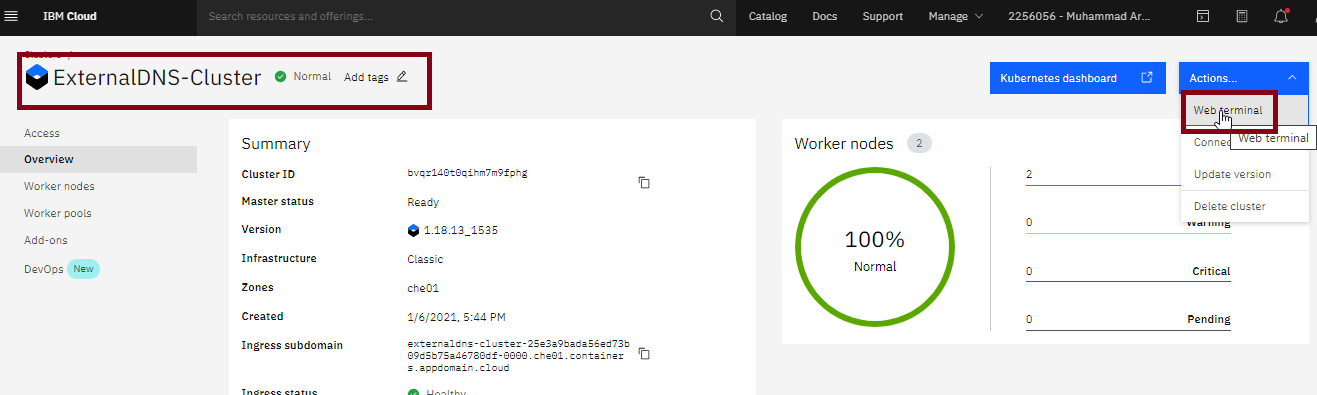 IBM Cloud
Search resources and offerings...
Catalog
Docs
Support
Manage
2256056 - Muhammad Ar...
ExternalDNS-Cluster
Normal
Add tags
Kubernetes dashboard
Actions...
Web terminal
Web terminal
Update version
Delete cluster
Access
Overview
Worker nodes
Worker pools
Add-ons
DevOps New
Summary
Cluster ID
bvqr140t0qihm7m9fphg
Master status
Ready
Version
1.18.13_1535
Infrastructure
Classic
Zones
che01
Created
1/6/2021, 5:44 PM
Ingress subdomain
externaldns-cluster-25e3a9bada56ed73b
09d5b75a46780df-0000.che01.container
s.appdomain.cloud
Ingress status
Healthy
Worker nodes 2
100%
Normal
2
0 Warning
0 Critical
0 Pending